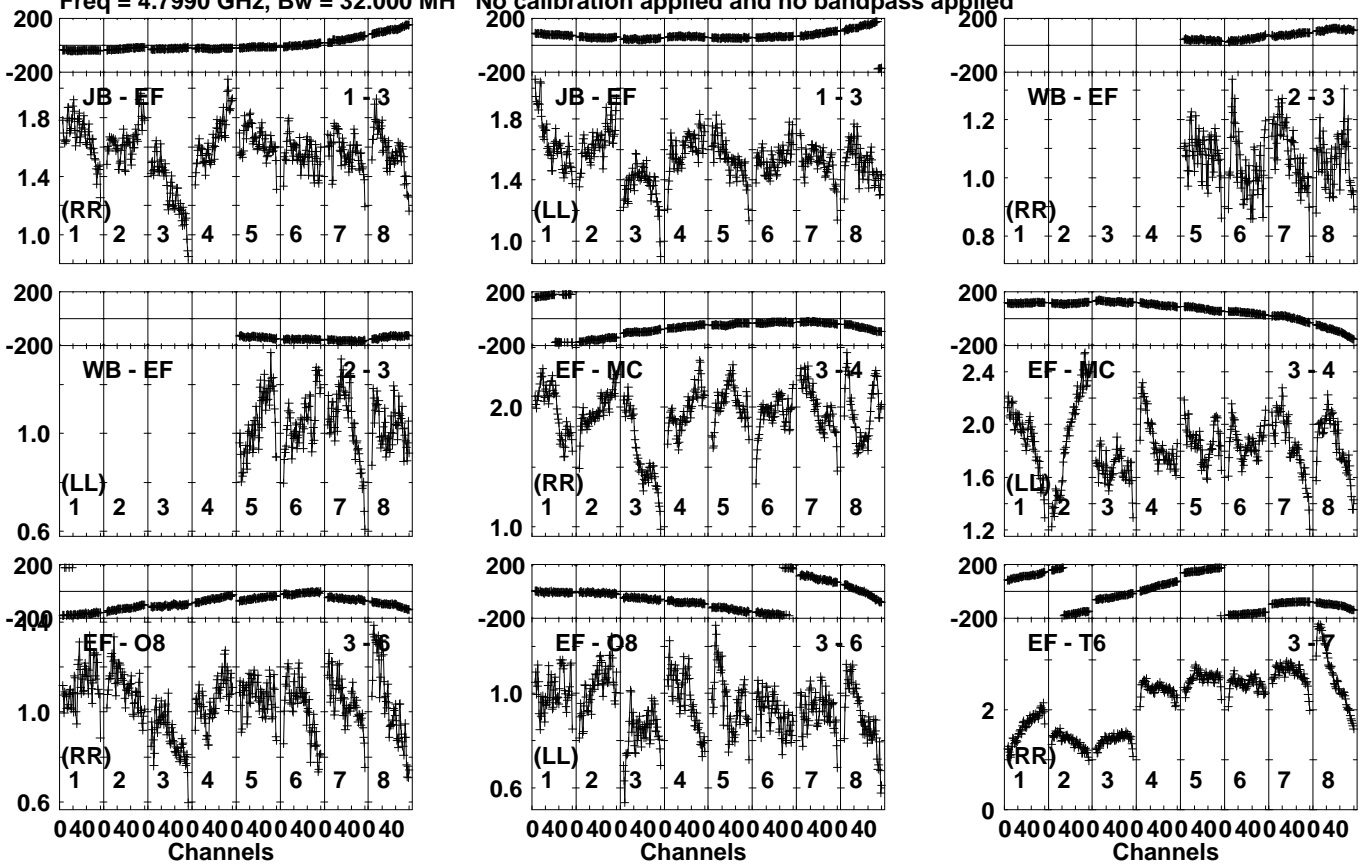 Freq = 4.7990 GHz, Bw = 32.000 MH No calibration applied and no bandpass applied
200 200 200
-200 -200 -200
JB - EF 1 - 3 JB - EF 1 - 3 WB - EF 2 - 3
1.8 1.8 1.2
1.4 1.4 1.0
(RR) (LL) (RR)
1.0 1.0 0.8
1 2 3 4 5 6 7 8 1 2 3 4 5 6 7 8 1 2 3 4 5 6 7 8
200 200 200
-200 -200 -200
WB - EF 2 - 3 EF - MC 3 - 4 EF - MC 3 - 4
2.4
1.0 2.0 2.0
1.6
(LL) (RR) (LL)
1 2 3 4 5 6 7 8 1 2 3 4 5 6 7 8 1 2 3 4 5 6 7 8
0.6 1.0 1.2
200 200 200
-200 -200 -200
1.4
EF - O8 3 - 6 EF - O8 3 - 6 EF - T6 3 - 7
1.0 1.0 2
(RR) (LL) (RR)
1 2 3 4 5 6 7 8 1 2 3 4 5 6 7 8 1 2 3 4 5 6 7 8
0.6 0.6 0
0 40 0 40 0 40 0 40 0 40 0 40 0 40 0 40 0 40 0 40 0 40 0 40 0 40 0 40 0 40 0 40 0 40 0 40 0 40 0 40 0 40 0 40 0 40 0 40
Channels Channels Channels